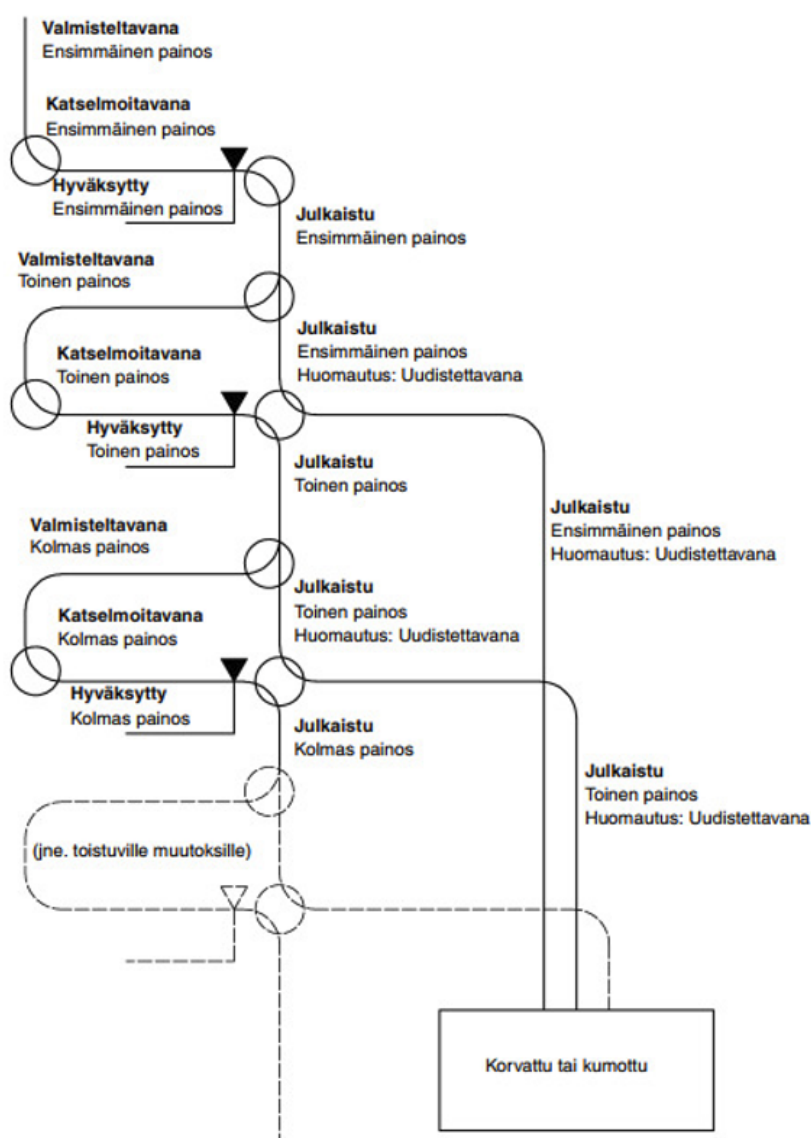 Valmisteltavana
Ensimmäinen painos
Katselmoitavana
Ensimmäinen painos
Hyväksytty
Ensimmäinen painos
Julkaistu
Ensimmäinen painos
Valmisteltavana
Toinen painos
Julkaistu
Ensimmäinen painos
Huomautus: Uudistettavana
Katselmoitavana
Toinen painos
Hyväksytty
Toinen painos
Julkaistu
Toinen painos
Julkaistu
Ensimmäinen painos
Huomautus: Uudistettavana
Valmisteltavana
Kolmas painos
Julkaistu
Toinen painos
Huomautus: Uudistettavana
Katselmoitavana
Kolmas painos
Hyväksytty
Kolmas painos
Julkaistu
Kolmas painos
Julkaistu
Toinen painos
Huomautus: Uudistettavana
(jne. toistuville muutoksille)
Korvattu tai kumottu